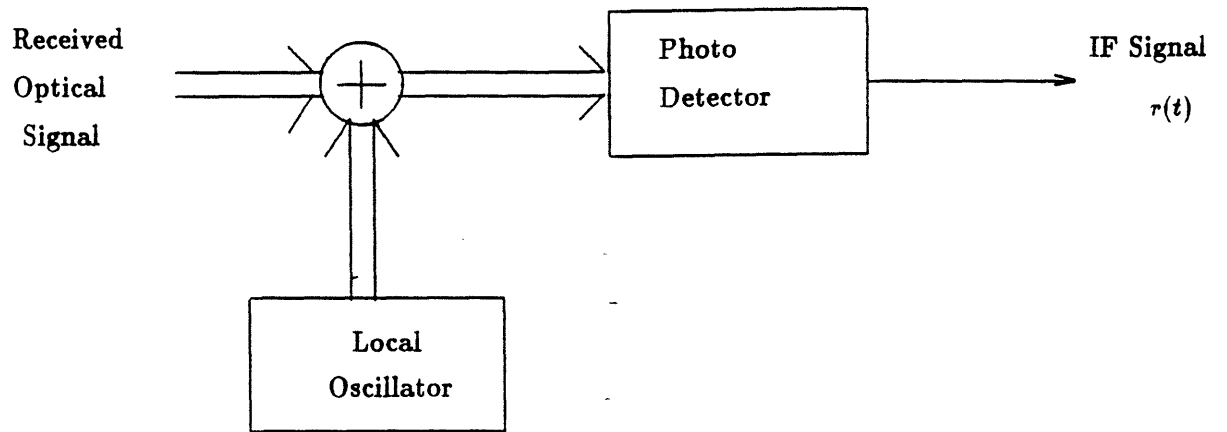 Received
Optical
Signal
Photo
Detector
IF Signal
r(t)
Local
Oscillator